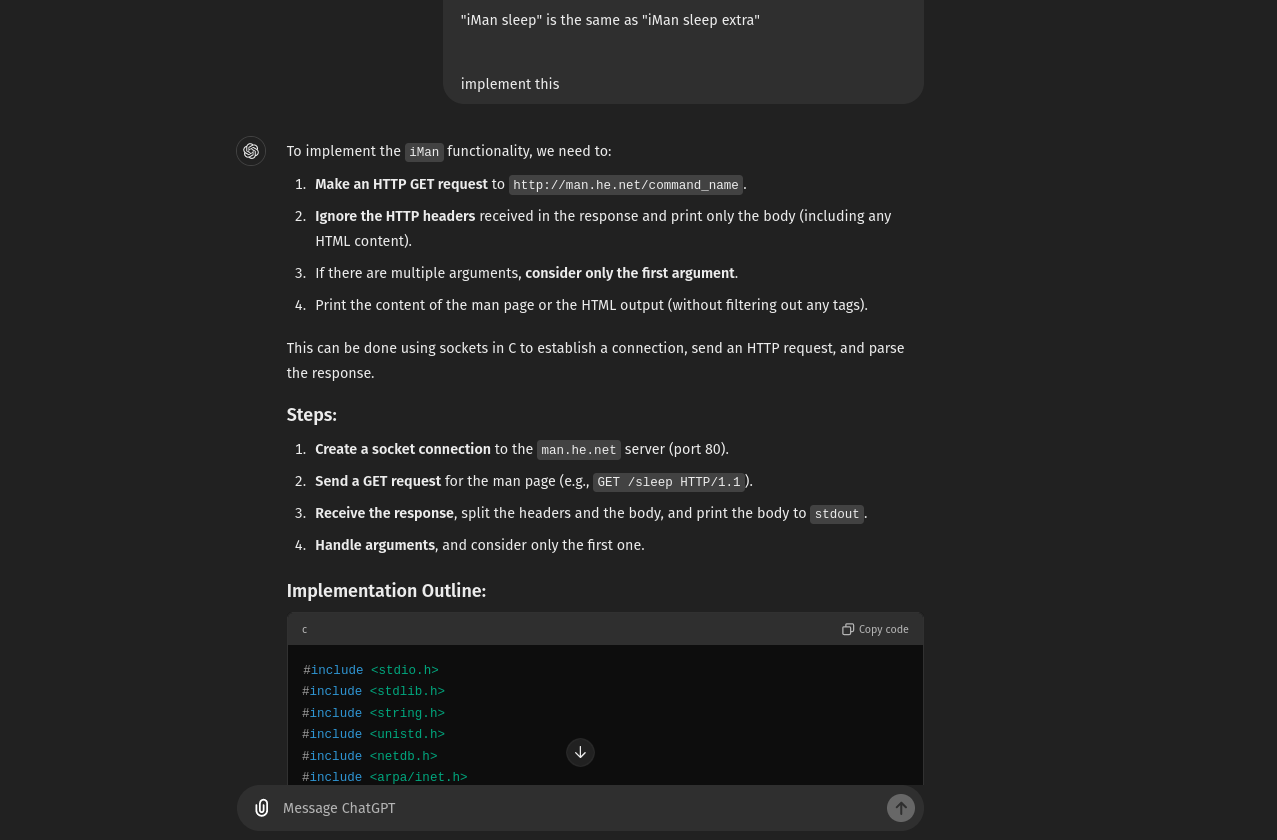 "iMan sleep" is the same as "iMan sleep extra"
implement this
To implement the iMan functionality, we need to:
1. Make an HTTP GET request to http://man.he.net/command_name.
2. Ignore the HTTP headers received in the response and print only the body (including any
HTML content).
3. If there are multiple arguments, consider only the first argument.
4. Print the content of the man page or the HTML output (without filtering out any tags).
This can be done using sockets in C to establish a connection, send an HTTP request, and parse
the response.
Steps:
1. Create a socket connection to the man.he.net server (port 80).
2. Send a GET request for the man page (e.g., GET /sleep HTTP/1.1).
3. Receive the response, split the headers and the body, and print the body to stdout.
4. Handle arguments, and consider only the first one.
Implementation Outline:
c Copy code
#include <stdio.h>
#include <stdlib.h>
#include <string.h>
#include <unistd.h>
#include <netdb.h>
#include <arpa/inet.h>
Message ChatGPT